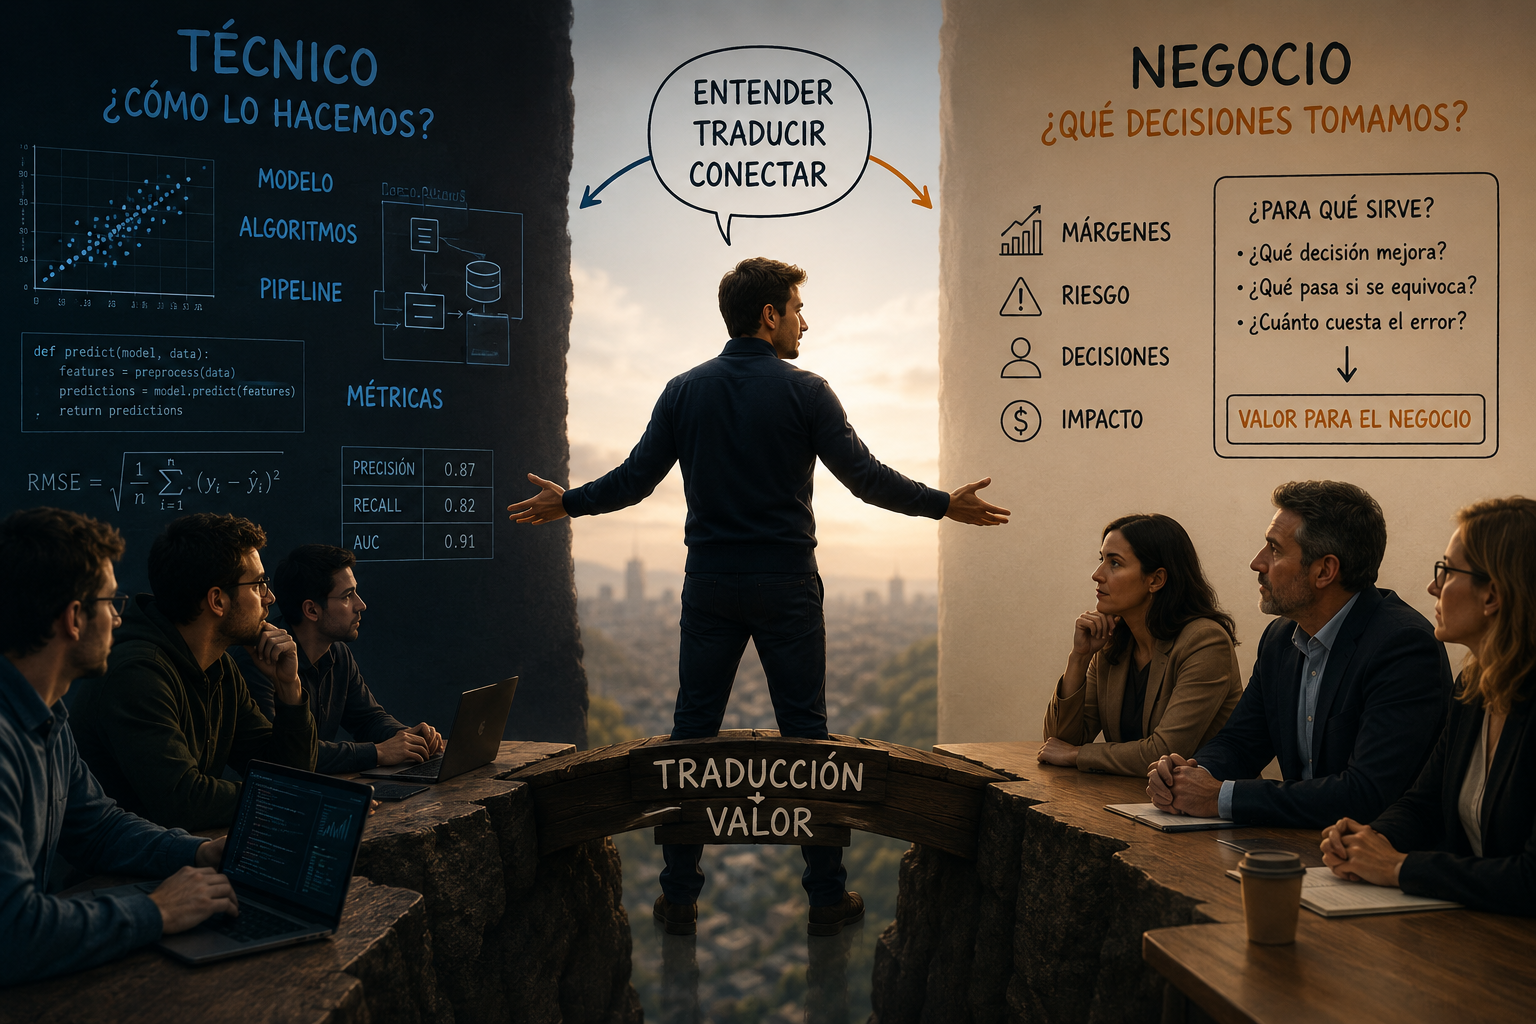 TÉCNICO
¿CÓMO LO HACEMOS?
MODELO
ALGORITMOS
PIPELINE
def predict(model, data):
features = preprocess(data)
predictions = model.predict(features)
return predictions
MÉTRICAS
RMSE = √ 1/n n ∑ i=1 (yᵢ − ŷᵢ)²
PRECISIÓN 0.87
RECALL 0.82
AUC 0.91
ENTENDER
TRADUCIR
CONECTAR
NEGOCIO
¿QUÉ DECISIONES TOMAMOS?
MÁRGENES
RIESGO
DECISIONES
IMPACTO
¿PARA QUÉ SIRVE?
• ¿Qué decisión mejora?
• ¿Qué pasa si se equivoca?
• ¿Cuánto cuesta el error?
VALOR PARA EL NEGOCIO
TRADUCCIÓN
+
VALOR